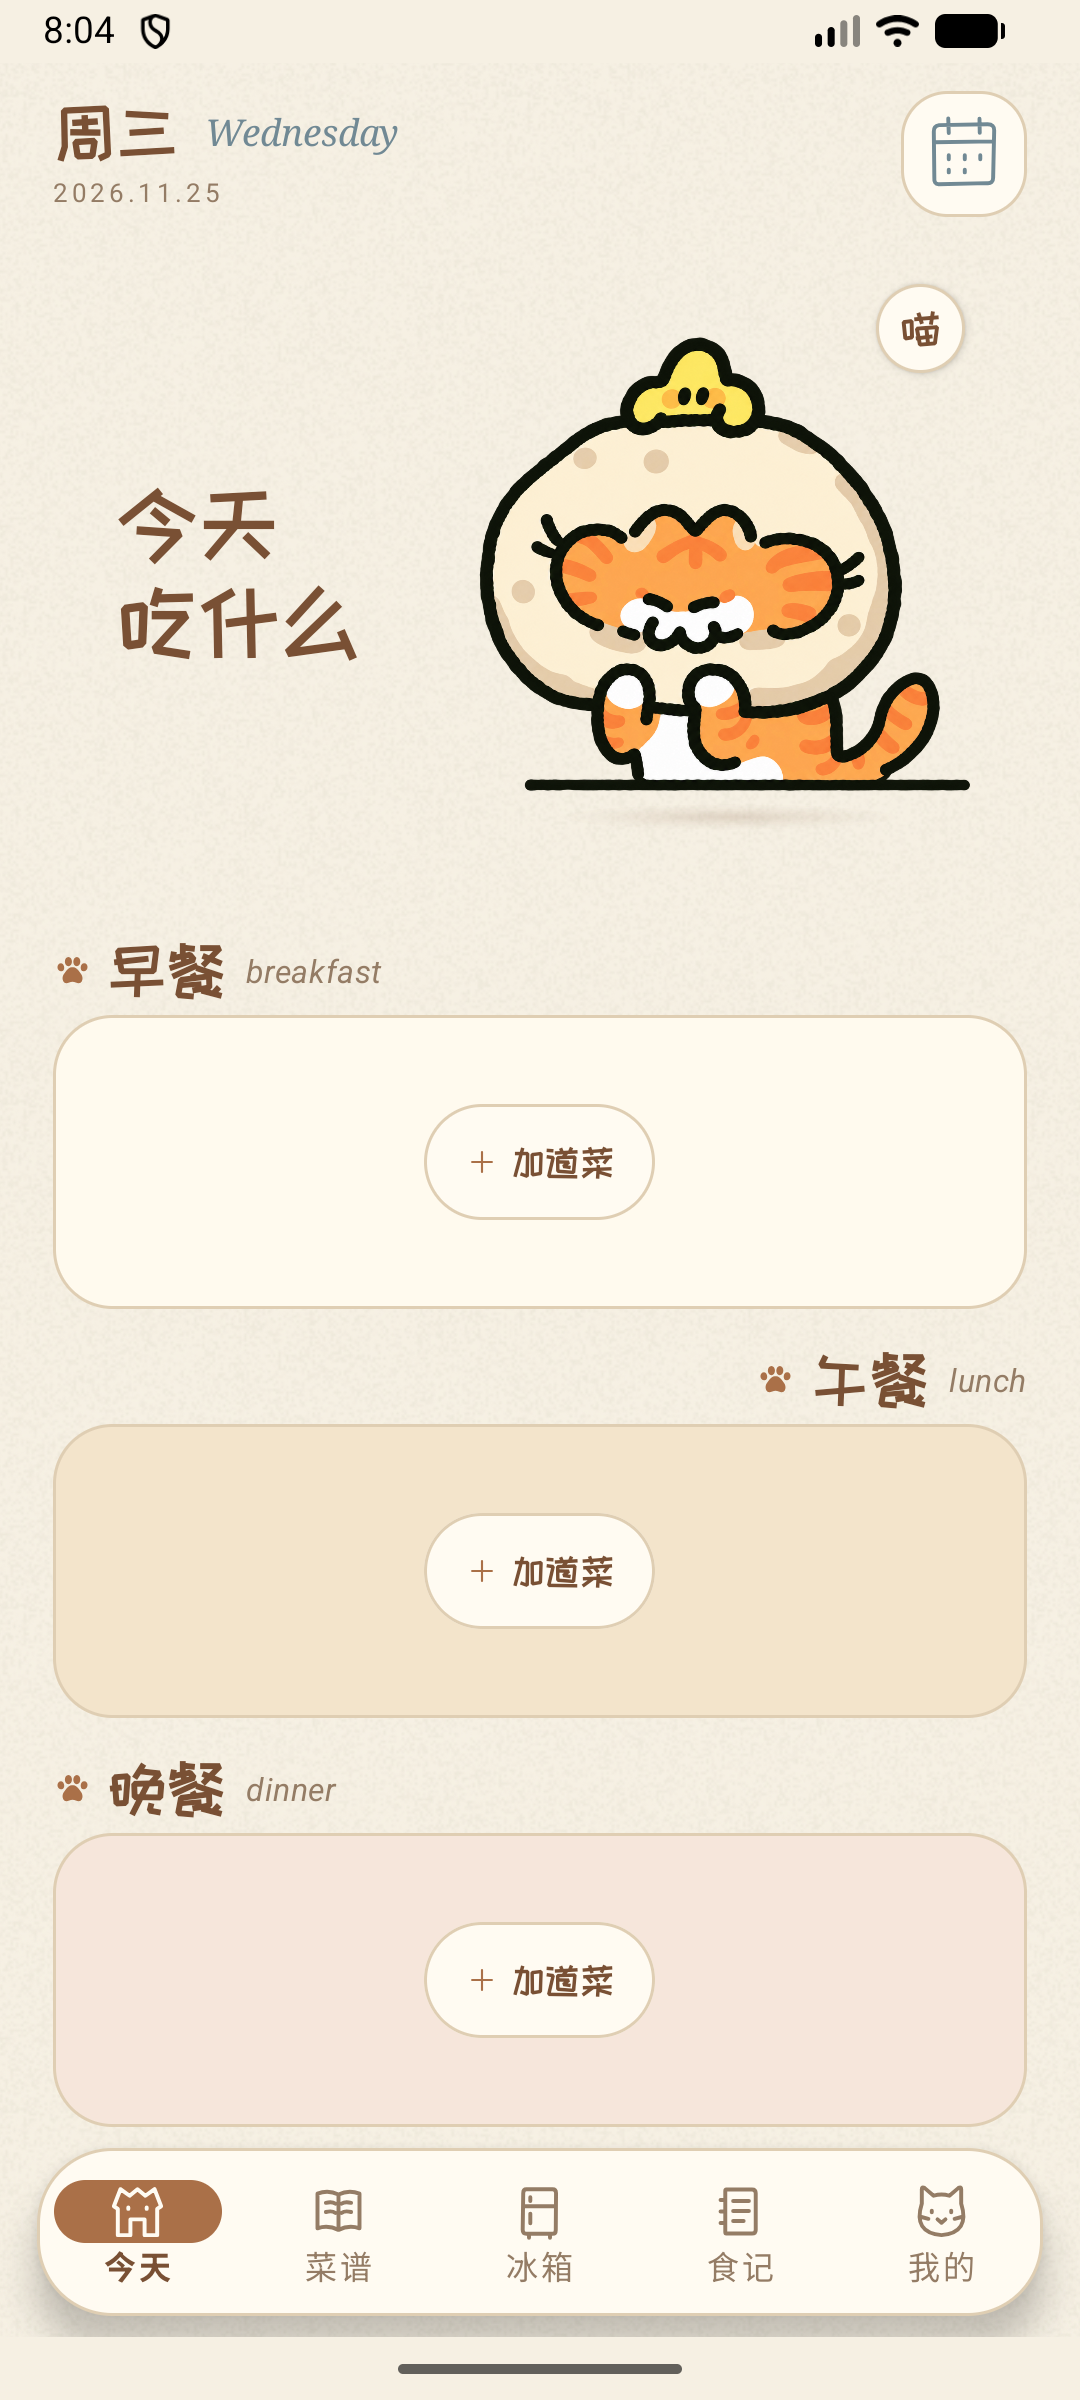 8:04
周三 Wednesday
2026.11.25
喵
今天
吃什么
早餐 breakfast
+ 加道菜
午餐 lunch
+ 加道菜
晚餐 dinner
+ 加道菜
今天 菜谱 冰箱 食记 我的